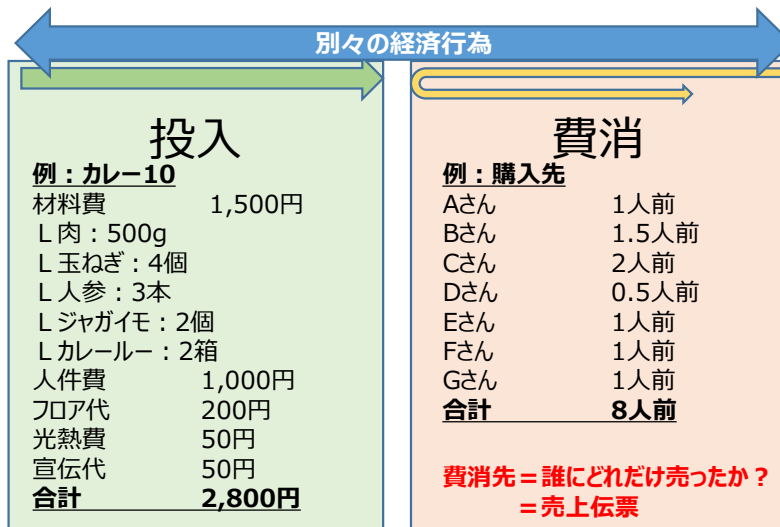 別々の経済行為
投入
例：カレー10
材料費 1,500円
L 肉：500g
L 玉ねぎ：4個
L 人参：3本
L ジャガイモ：2個
L カレールー：2箱
人件費 1,000円
フロア代 200円
光熱費 50円
宣伝代 50円
合計 2,800円
費消
例：購入先
Aさん 1人前
Bさん 1.5人前
Cさん 2人前
Dさん 0.5人前
Eさん 1人前
Fさん 1人前
Gさん 1人前
合計 8人前
費消先＝誰にどれだけ売ったか？
＝売上伝票